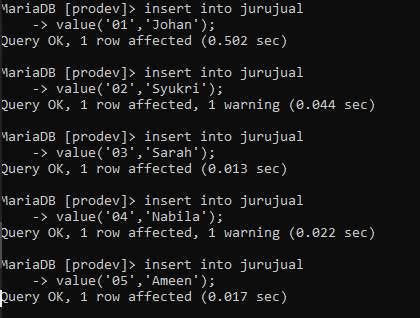 MariaDB [prodev]> insert into jurujual
-> value('01','Johan');
Query OK, 1 row affected (0.502 sec)
MariaDB [prodev]> insert into jurujual
-> value('02','Syukri');
Query OK, 1 row affected, 1 warning (0.044 sec)
MariaDB [prodev]> insert into jurujual
-> value('03','Sarah');
Query OK, 1 row affected (0.013 sec)
MariaDB [prodev]> insert into jurujual
-> value('04','Nabila');
Query OK, 1 row affected, 1 warning (0.022 sec)
MariaDB [prodev]> insert into jurujual
-> value('05','Ameen');
Query OK, 1 row affected (0.017 sec)